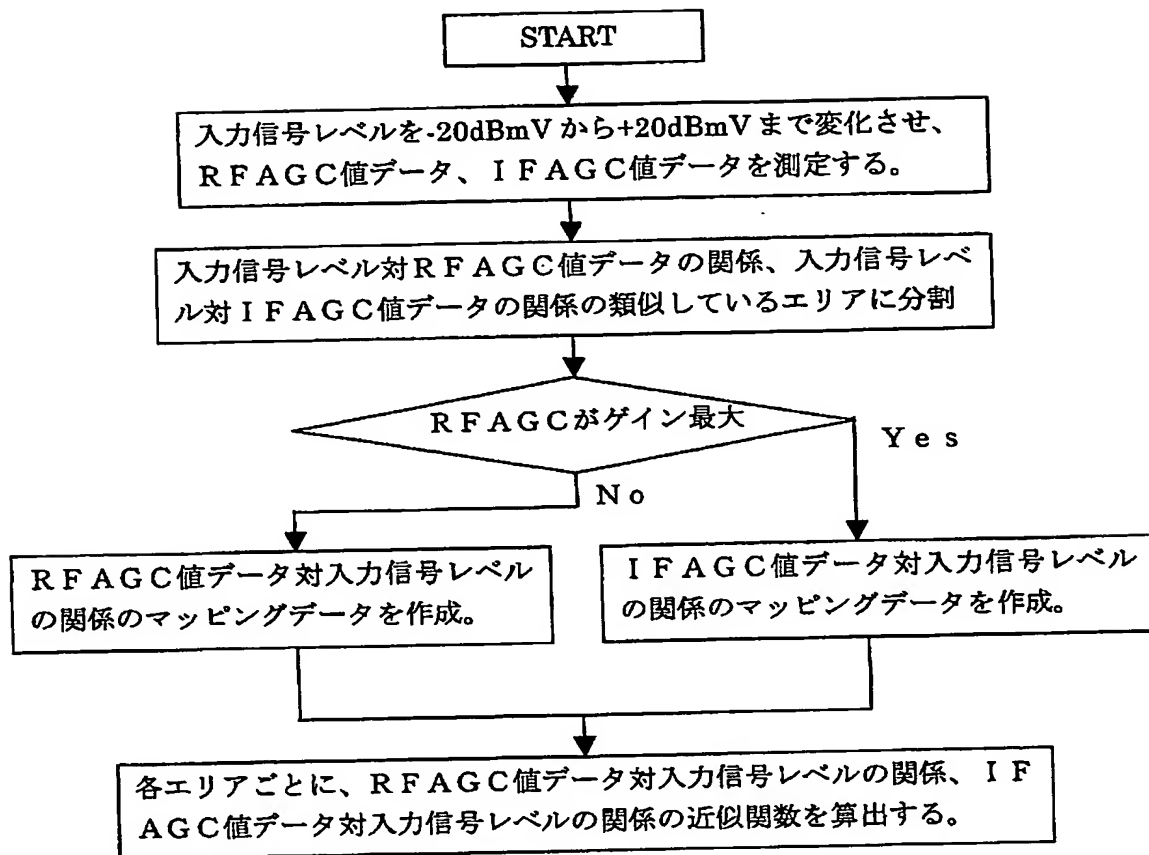 START
入力信号レベルを-20dBmVから+20dBmVまで変化させ、
ＲＦＡＧＣ値データ、ＩＦＡＧＣ値データを測定する。
入力信号レベル対ＲＦＡＧＣ値データの関係、入力信号レベ
ル対ＩＦＡＧＣ値データの関係の類似しているエリアに分割
ＲＦＡＧＣがゲイン最大
Ｙｅｓ
Ｎｏ
ＲＦＡＧＣ値データ対入力信号レベル
の関係のマッピングデータを作成。
ＩＦＡＧＣ値データ対入力信号レベル
の関係のマッピングデータを作成。
各エリアごとに、ＲＦＡＧＣ値データ対入力信号レベルの関係、ＩＦ
ＡＧＣ値データ対入力信号レベルの関係の近似関数を算出する。